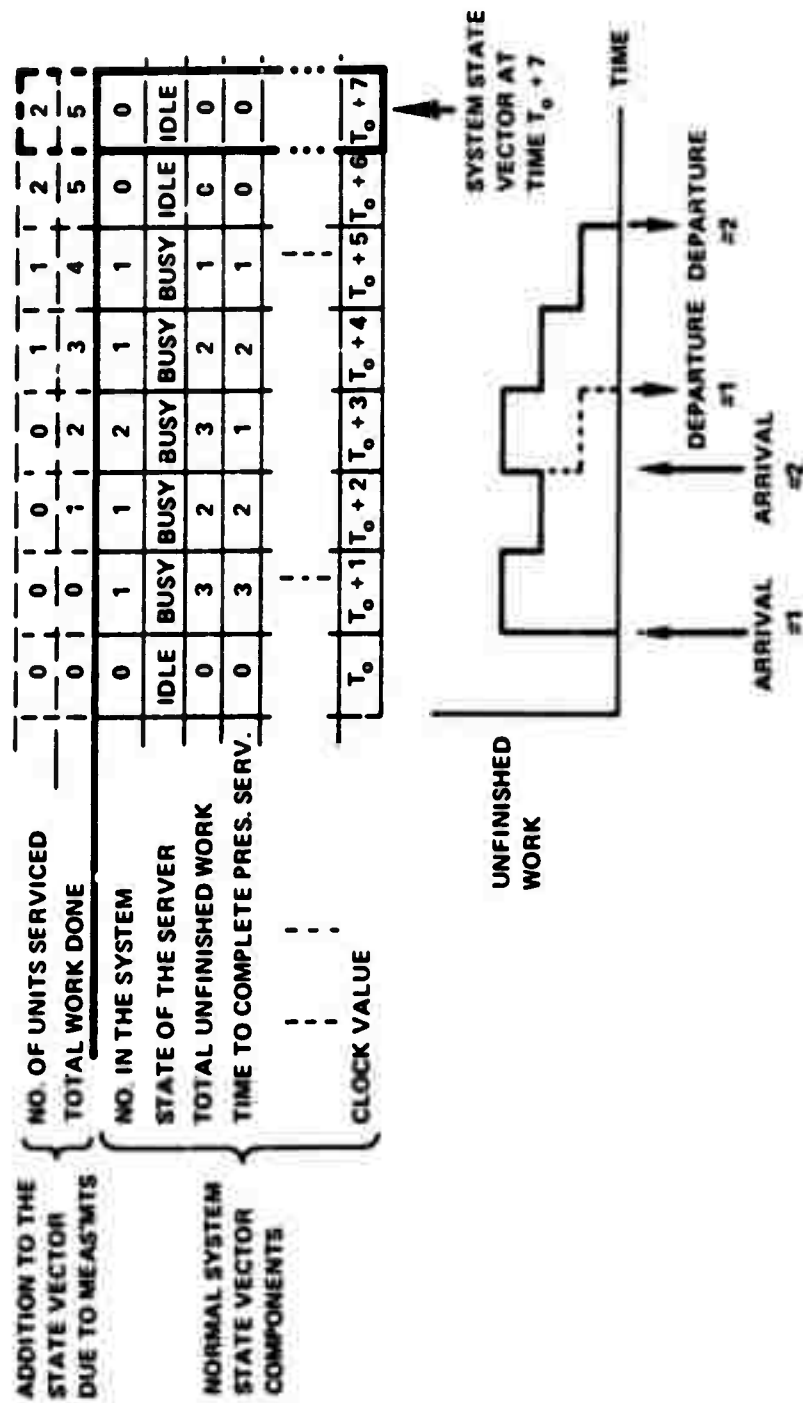 ADDITION TO THE
STATE VECTOR
DUE TO MEAS'MTS
NO. OF UNITS SERVICED 0 0 0 0 1 1 2 2
TOTAL WORK DONE 0 0 1 2 3 4 5 5
NORMAL SYSTEM
STATE VECTOR
COMPONENTS
NO. IN THE SYSTEM 0 1 1 2 1 1 0 0
STATE OF THE SERVER IDLE BUSY BUSY BUSY BUSY BUSY IDLE IDLE
TOTAL UNFINISHED WORK 0 3 2 3 2 1 C 0
TIME TO COMPLETE PRES. SERV. 0 3 2 1 2 1 0 0
CLOCK VALUE T₀ T₀ + 1 T₀ + 2 T₀ + 3 T₀ + 4 T₀ + 5 T₀ + 6 T₀ + 7
SYSTEM STATE
VECTOR AT
TIME T₀ + 7
UNFINISHED
WORK
TIME
ARRIVAL
#1
ARRIVAL
#2
DEPARTURE
#1
DEPARTURE
#2